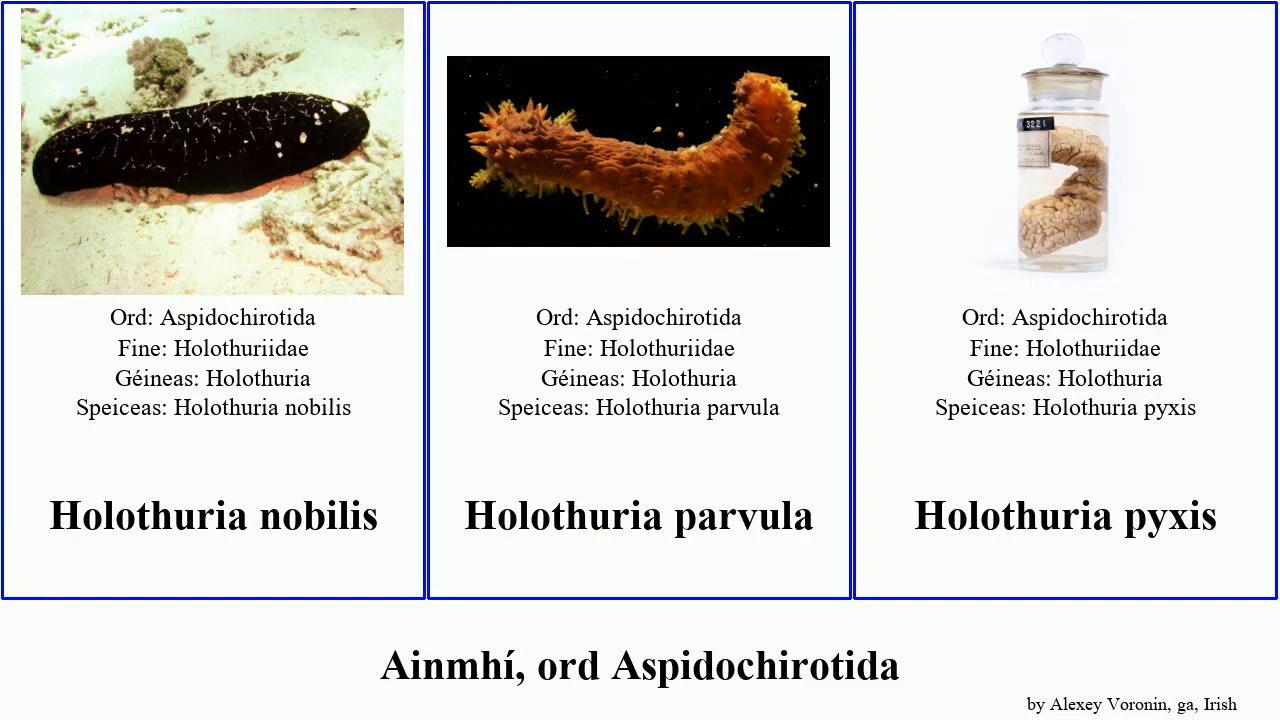 3221
Ord: Aspidochirotida
Fine: Holothuriidae
Géineas: Holothuria
Speiceas: Holothuria nobilis
Holothuria nobilis
Ord: Aspidochirotida
Fine: Holothuriidae
Géineas: Holothuria
Speiceas: Holothuria parvula
Holothuria parvula
Ord: Aspidochirotida
Fine: Holothuriidae
Géineas: Holothuria
Speiceas: Holothuria pyxis
Holothuria pyxis
Ainmhí, ord Aspidochirotida
by Alexey Voronin, ga, Irish